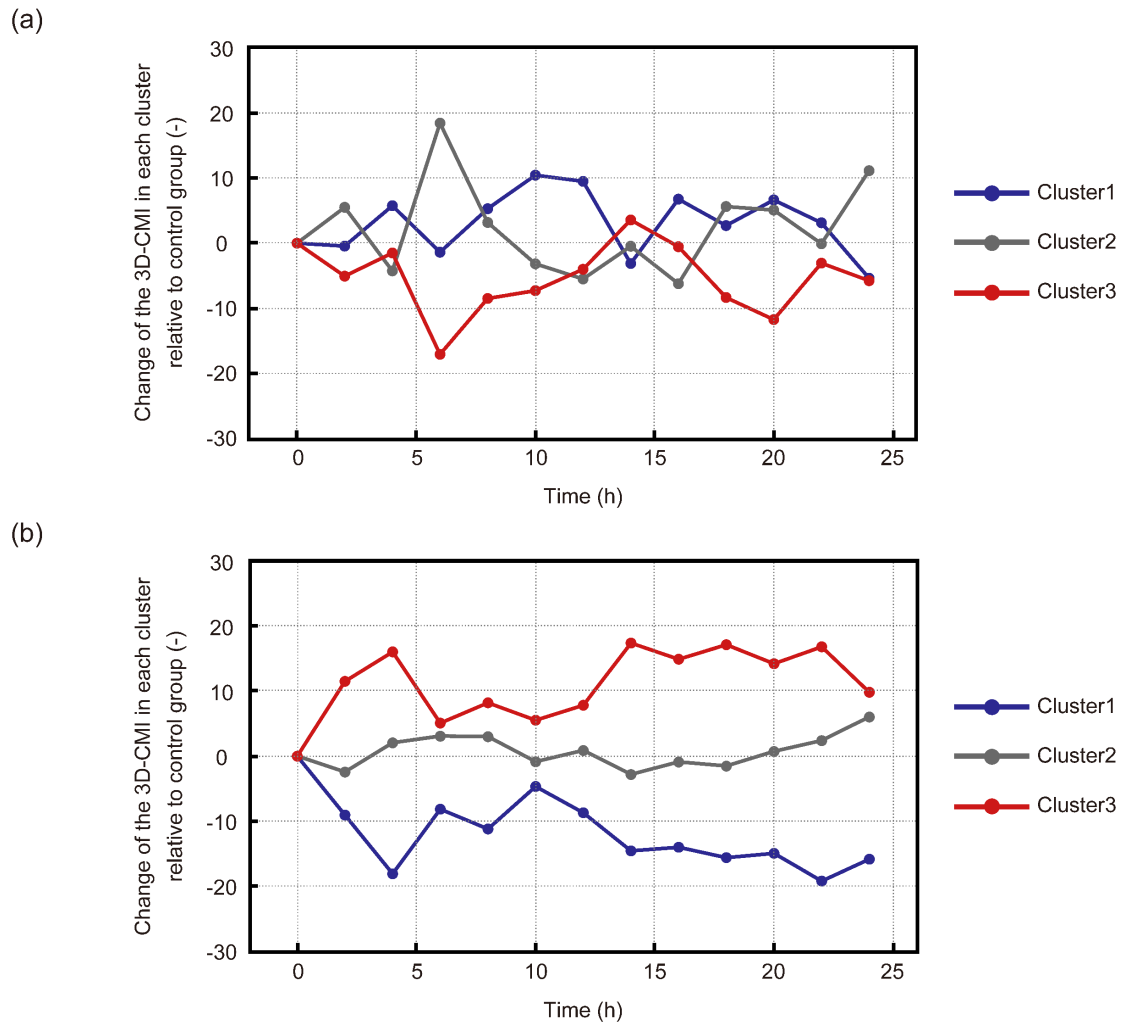 (a)
Change of the 3D-CMI in each cluster
relative to control group (-)
30
20
10
0
-10
-20
-30
0 5 10 15 20 25
Time (h)
Cluster1
Cluster2
Cluster3
(b)
Change of the 3D-CMI in each cluster
relative to control group (-)
30
20
10
0
-10
-20
-30
0 5 10 15 20 25
Time (h)
Cluster1
Cluster2
Cluster3